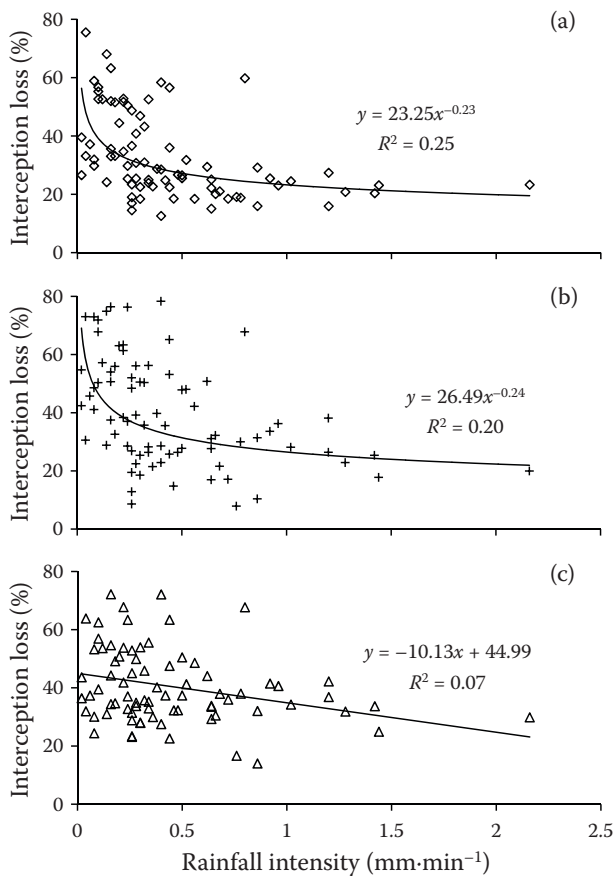 (a)
Interception loss (%)
80
60
40
20
0
y = 23.25x⁻⁰·²³
R² = 0.25
(b)
Interception loss (%)
80
60
40
20
0
y = 26.49x⁻⁰·²⁴
R² = 0.20
(c)
Interception loss (%)
80
60
40
20
0
y = −10.13x + 44.99
R² = 0.07
0 0.5 1 1.5 2 2.5
Rainfall intensity (mm·min⁻¹)